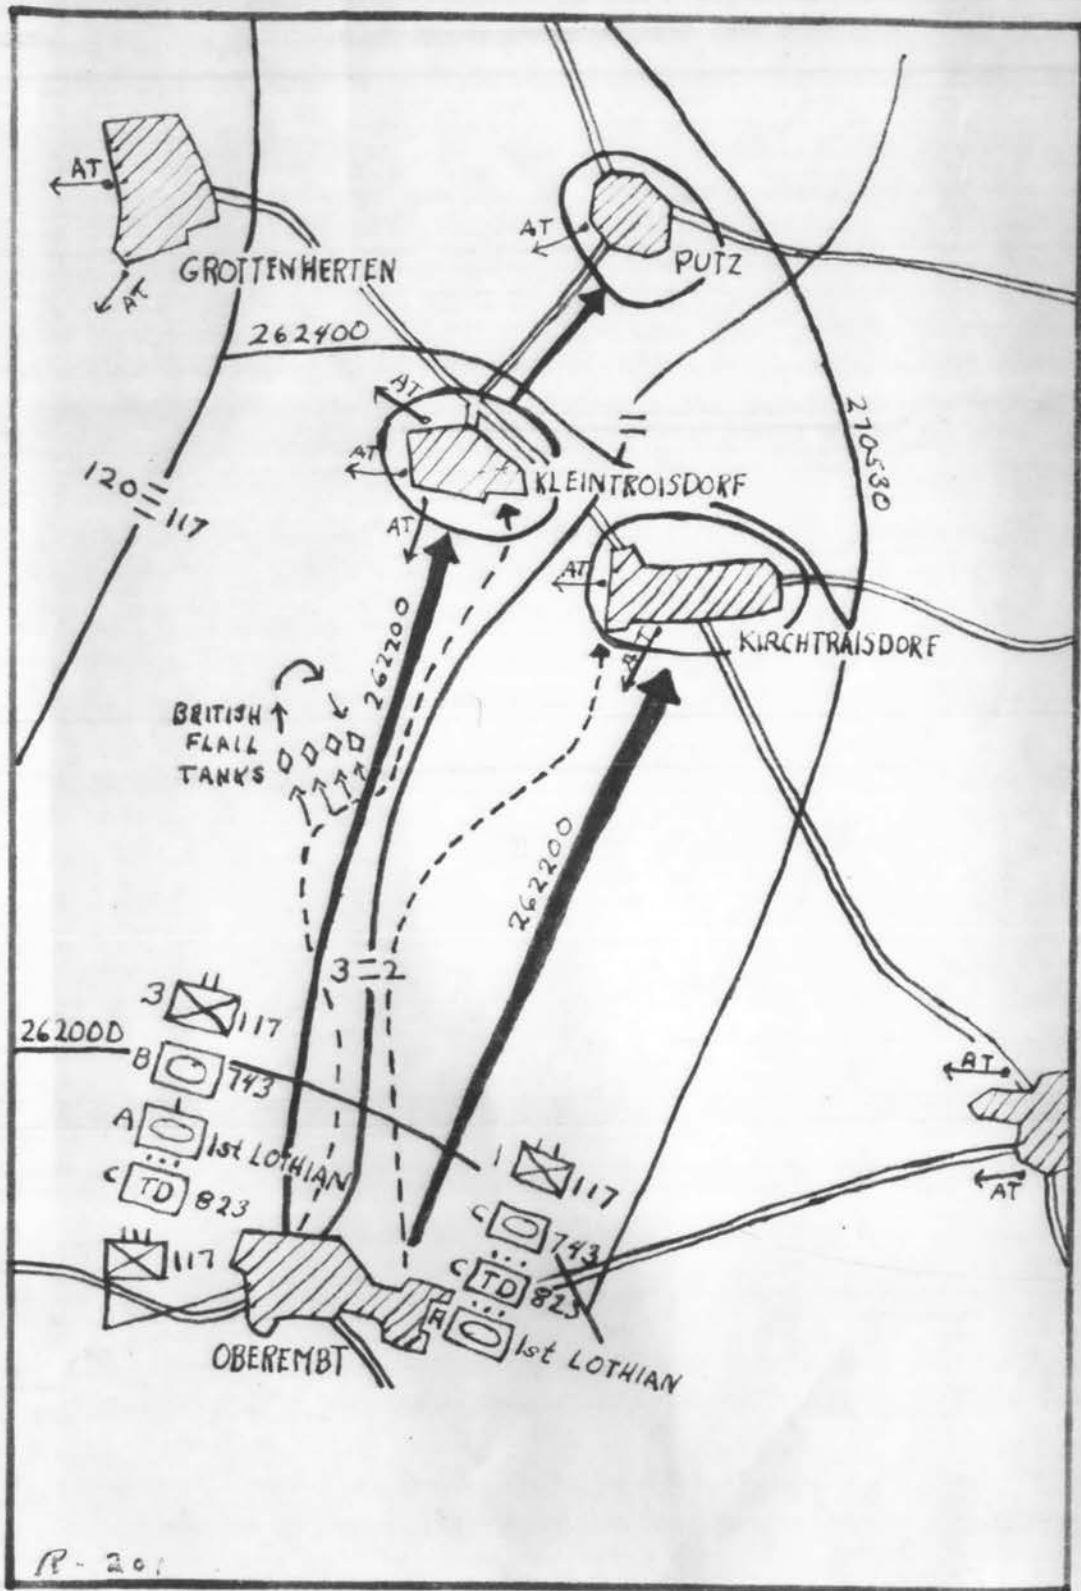 AT
AT
GROTTENHERTEN
AT
PUTZ
262400
AT
AT
AT
KLEINTROISDORF
270530
120
117
AT
AT
KIRCHTRAISDORF
262200
BRITISH
FLAIL
TANKS
262200
3 2
3 117
262000
B 743
A 1st LOTHIAN
C TD 823
117
1 117
C 743
C TD 823
A 1st LOTHIAN
AT
AT
OBEREMBT
R-201